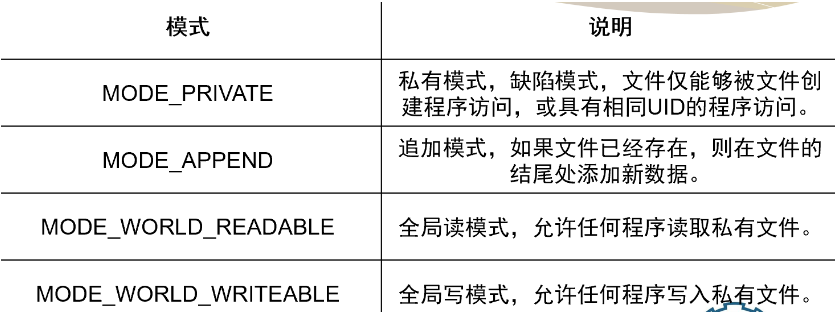 模式 说明
MODE_PRIVATE 私有模式，缺陷模式，文件仅能够被文件创
建程序访问，或具有相同UID的程序访问。
MODE_APPEND 追加模式，如果文件已经存在，则在文件的
结尾处添加新数据。
MODE_WORLD_READABLE 全局读模式，允许任何程序读取私有文件。
MODE_WORLD_WRITEABLE 全局写模式，允许任何程序写入私有文件。